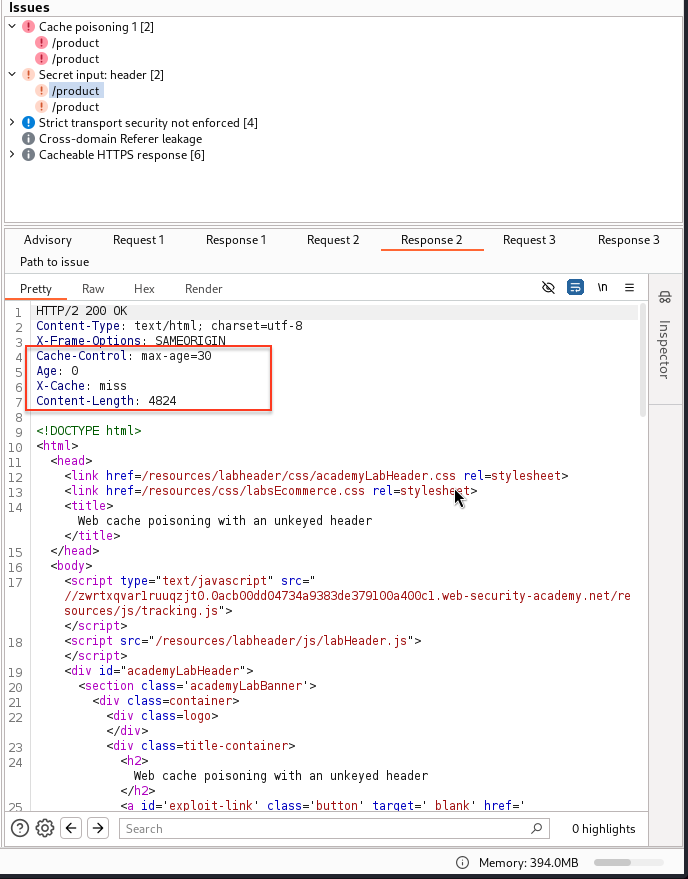 Issues
Cache poisoning 1 [2]
/product
/product
Secret input: header [2]
/product
/product
Strict transport security not enforced [4]
Cross-domain Referer leakage
Cacheable HTTPS response [6]
Advisory Request 1 Response 1 Request 2 Response 2 Request 3 Response 3
Path to issue
Pretty Raw Hex Render \n
Inspector
1 HTTP/2 200 OK
2 Content-Type: text/html; charset=utf-8
3 X-Frame-Options: SAMEORIGIN
4 Cache-Control: max-age=30
5 Age: 0
6 X-Cache: miss
7 Content-Length: 4824
8
9 <!DOCTYPE html>
10 <html>
11 <head>
12 <link href=/resources/labheader/css/academyLabHeader.css rel=stylesheet>
13 <link href=/resources/css/labsEcommerce.css rel=stylesheet>
14 <title>
Web cache poisoning with an unkeyed header
</title>
15 </head>
16 <body>
17 <script type="text/javascript" src="
//zwrtxqvar1ruuqzjt0.0acb00dd04734a9383de379100a400c1.web-security-academy.net/re
sources/js/tracking.js">
</script>
18 <script src="/resources/labheader/js/labHeader.js">
</script>
19 <div id="academyLabHeader">
20 <section class='academyLabBanner'>
21 <div class=container>
22 <div class=logo>
</div>
23 <div class=title-container>
24 <h2>
Web cache poisoning with an unkeyed header
</h2>
25 <a id='exploit-link' class='button' target='_blank' href='
Search 0 highlights
Memory: 394.0MB